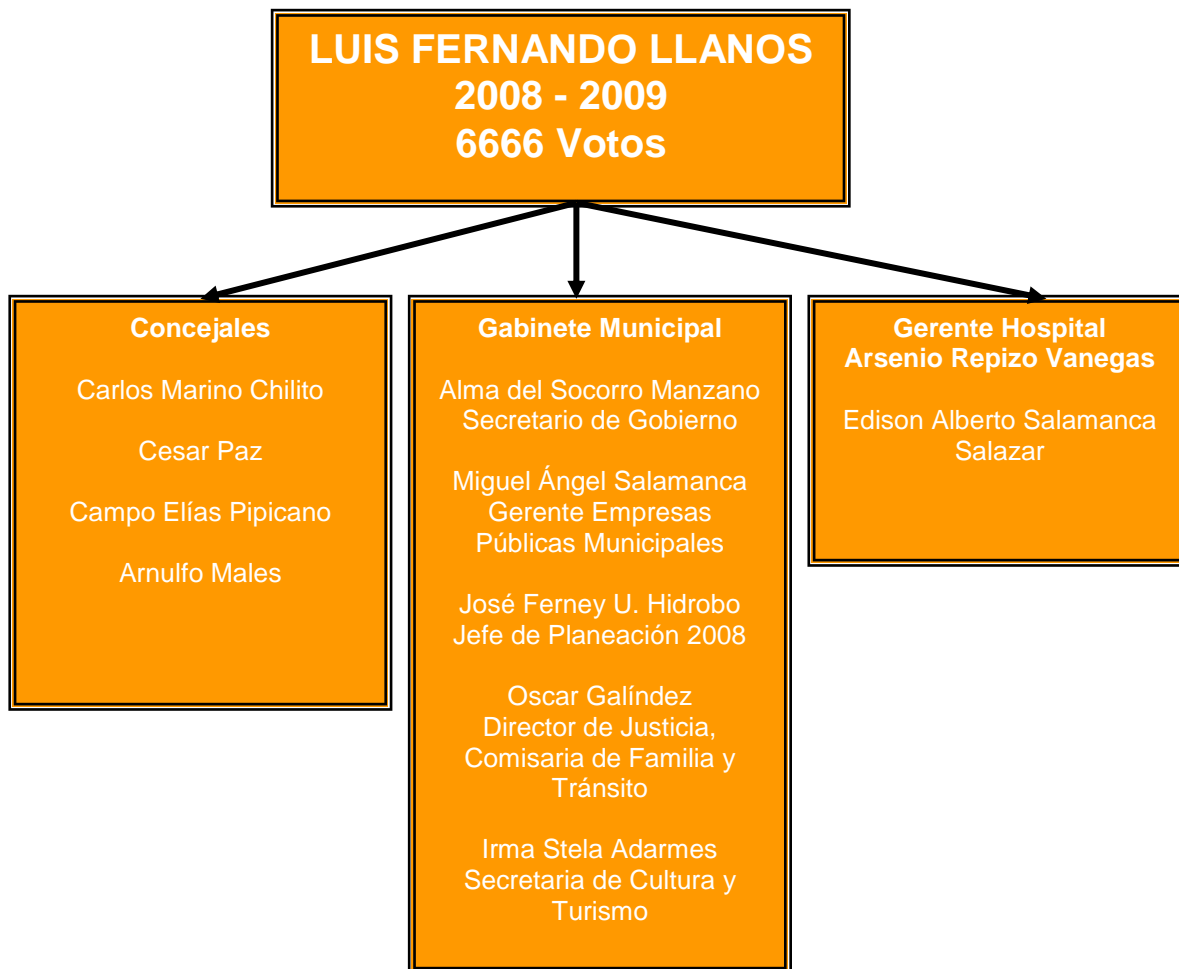 LUIS FERNANDO LLANOS
2008 - 2009
6666 Votos
Concejales
Carlos Marino Chilito
Cesar Paz
Campo Elías Pipicano
Arnulfo Males
Gabinete Municipal
Alma del Socorro Manzano
Secretario de Gobierno
Miguel Ángel Salamanca
Gerente Empresas
Públicas Municipales
José Ferney U. Hidrobo
Jefe de Planeación 2008
Oscar Galíndez
Director de Justicia,
Comisaria de Familia y
Tránsito
Irma Stela Adarmes
Secretaria de Cultura y
Turismo
Gerente Hospital
Arsenio Repizo Vanegas
Edison Alberto Salamanca
Salazar